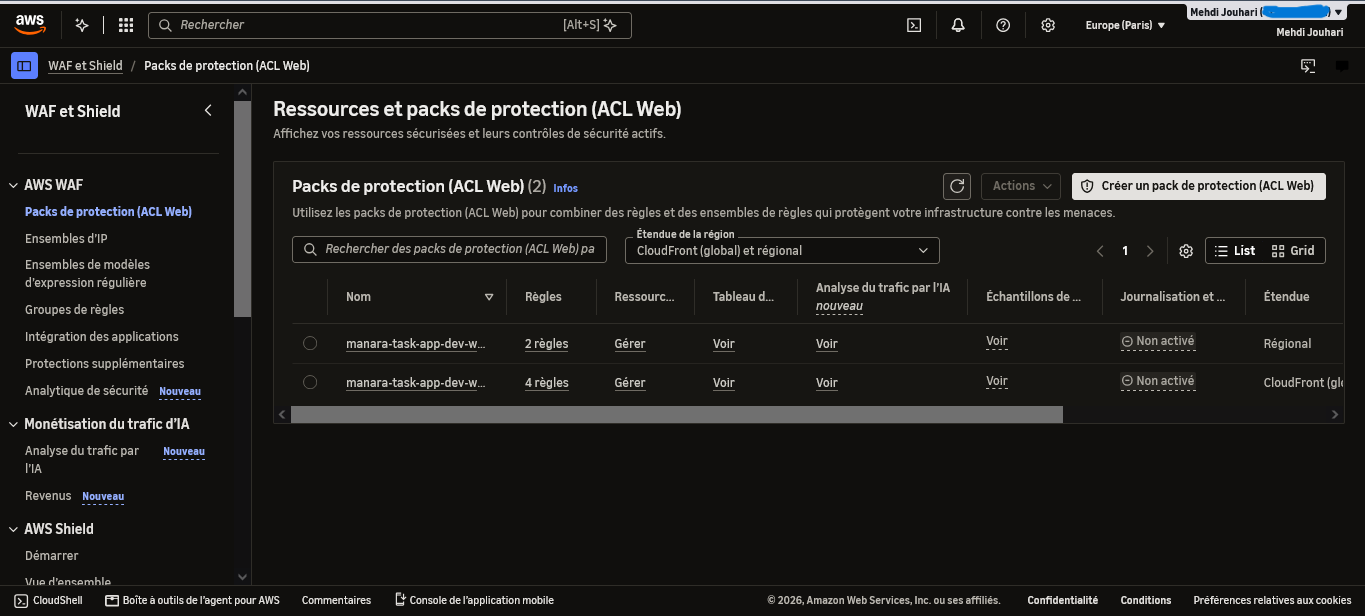 aws
Rechercher
[Alt+S]
Europe (Paris)
Mehdi Jouhari (
)
Mehdi Jouhari
WAF et Shield / Packs de protection (ACL Web)
WAF et Shield
AWS WAF
Packs de protection (ACL Web)
Ensembles d'IP
Ensembles de modèles
d'expression régulière
Groupes de règles
Intégration des applications
Protections supplémentaires
Analytique de sécurité Nouveau
Monétisation du trafic d'IA
Analyse du trafic par Nouveau
l'IA
Revenus Nouveau
AWS Shield
Démarrer
Vue d'ensemble
Ressources et packs de protection (ACL Web)
Affichez vos ressources sécurisées et leurs contrôles de sécurité actifs.
Packs de protection (ACL Web) (2) Infos
Actions
Créer un pack de protection (ACL Web)
Utilisez les packs de protection (ACL Web) pour combiner des règles et des ensembles de règles qui protègent votre infrastructure contre les menaces.
Rechercher des packs de protection (ACL Web) pa
Étendue de la région
CloudFront (global) et régional
1
List
Grid
Nom Règles Ressourc... Tableau d... Analyse du trafic par l'IA nouveau Échantillons de ... Journalisation et ... Étendue
manara-task-app-dev-w... 2 règles Gérer Voir Voir Voir Non activé Régional
manara-task-app-dev-w... 4 règles Gérer Voir Voir Voir Non activé CloudFront (glo
CloudShell Boîte à outils de l'agent pour AWS Commentaires Console de l'application mobile © 2026, Amazon Web Services, Inc. ou ses affiliés. Confidentialité Conditions Préférences relatives aux cookies